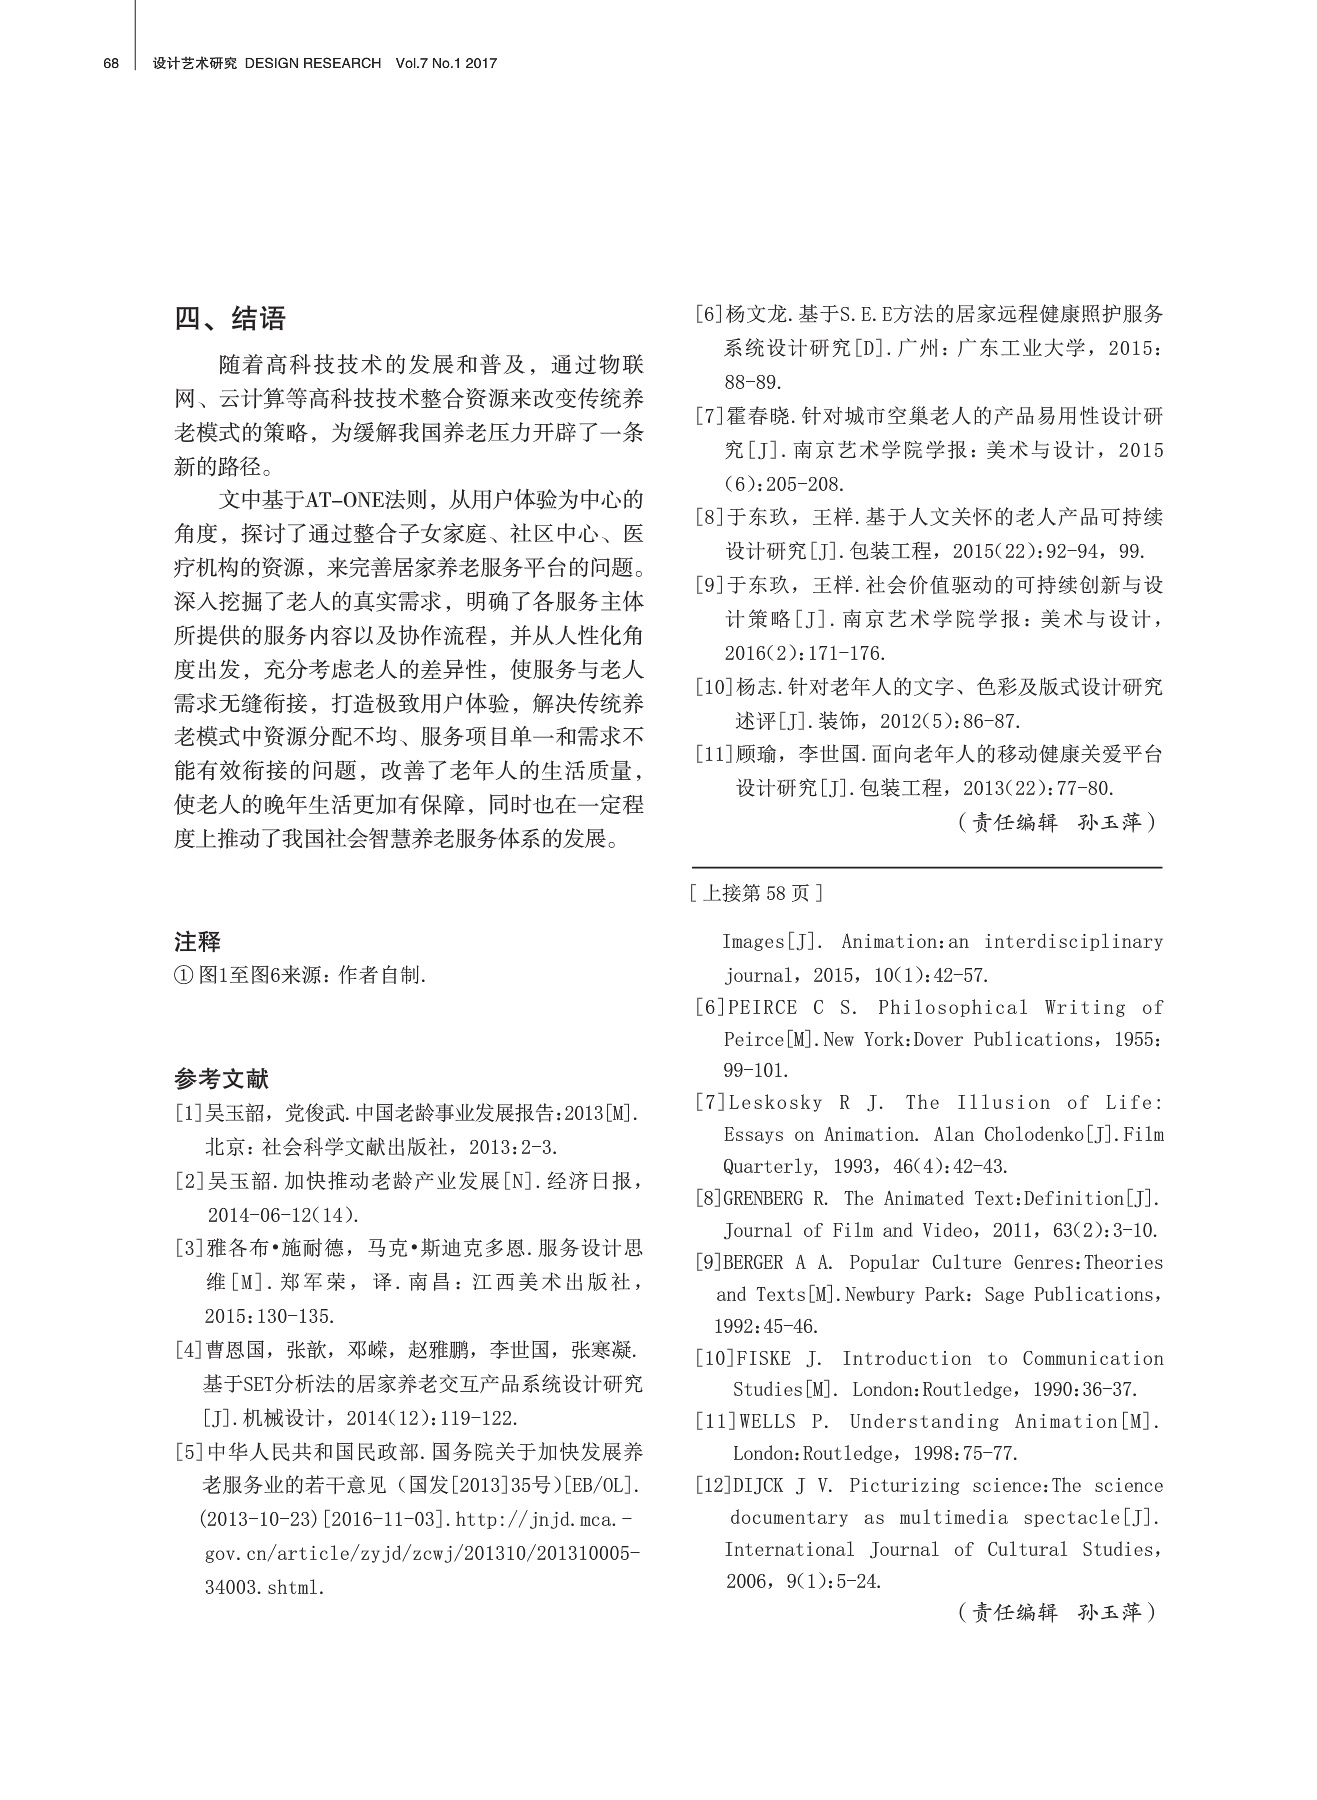 68 设计艺术研究 DESIGN RESEARCH Vol.7 No.1 2017
四、结语
随着高科技技术的发展和普及，通过物联
网、云计算等高科技技术整合资源来改变传统养
老模式的策略，为缓解我国养老压力开辟了一条
新的路径。
文中基于AT-ONE法则，从用户体验为中心的
角度，探讨了通过整合子女家庭、社区中心、医
疗机构的资源，来完善居家养老服务平台的问题。
深入挖掘了老人的真实需求，明确了各服务主体
所提供的服务内容以及协作流程，并从人性化角
度出发，充分考虑老人的差异性，使服务与老人
需求无缝衔接，打造极致用户体验，解决传统养
老模式中资源分配不均、服务项目单一和需求不
能有效衔接的问题，改善了老年人的生活质量，
使老人的晚年生活更加有保障，同时也在一定程
度上推动了我国社会智慧养老服务体系的发展。
注释
① 图1至图6来源：作者自制.
参考文献
[1]吴玉韶，党俊武.中国老龄事业发展报告:2013[M].
北京：社会科学文献出版社，2013:2-3.
[2]吴玉韶.加快推动老龄产业发展[N].经济日报，
2014-06-12(14).
[3]雅各布•施耐德，马克•斯迪克多恩.服务设计思
维[M].郑军荣，译.南昌：江西美术出版社，
2015:130-135.
[4]曹恩国，张歆，邓嵘，赵雅鹏，李世国，张寒凝.
基于SET分析法的居家养老交互产品系统设计研究
[J].机械设计，2014(12):119-122.
[5]中华人民共和国民政部.国务院关于加快发展养
老服务业的若干意见（国发[2013]35号)[EB/OL].
(2013-10-23)[2016-11-03].http://jnjd.mca.-
gov.cn/article/zyjd/zcwj/201310/201310005-
34003.shtml.
[6]杨文龙.基于S.E.E方法的居家远程健康照护服务
系统设计研究[D].广州：广东工业大学，2015:
88-89.
[7]霍春晓.针对城市空巢老人的产品易用性设计研
究[J].南京艺术学院学报：美术与设计，2015
(6):205-208.
[8]于东玖，王样.基于人文关怀的老人产品可持续
设计研究[J].包装工程，2015(22):92-94，99.
[9]于东玖，王样.社会价值驱动的可持续创新与设
计策略[J].南京艺术学院学报：美术与设计，
2016(2):171-176.
[10]杨志.针对老年人的文字、色彩及版式设计研究
述评[J].装饰，2012(5):86-87.
[11]顾瑜，李世国.面向老年人的移动健康关爱平台
设计研究[J].包装工程，2013(22):77-80.
（责任编辑 孙玉萍）
[ 上接第 58 页 ]
Images[J]. Animation:an interdisciplinary
journal, 2015, 10(1):42-57.
[6]PEIRCE C S. Philosophical Writing of
Peirce[M].New York:Dover Publications, 1955:
99-101.
[7]Leskosky R J. The Illusion of Life:
Essays on Animation. Alan Cholodenko[J].Film
Quarterly, 1993, 46(4):42-43.
[8]GRENBERG R. The Animated Text:Definition[J].
Journal of Film and Video, 2011, 63(2):3-10.
[9]BERGER A A. Popular Culture Genres:Theories
and Texts[M].Newbury Park: Sage Publications,
1992:45-46.
[10]FISKE J. Introduction to Communication
Studies[M]. London:Routledge, 1990:36-37.
[11]WELLS P. Understanding Animation[M].
London:Routledge, 1998:75-77.
[12]DIJCK J V. Picturizing science:The science
documentary as multimedia spectacle[J].
International Journal of Cultural Studies,
2006, 9(1):5-24.
（责任编辑 孙玉萍）